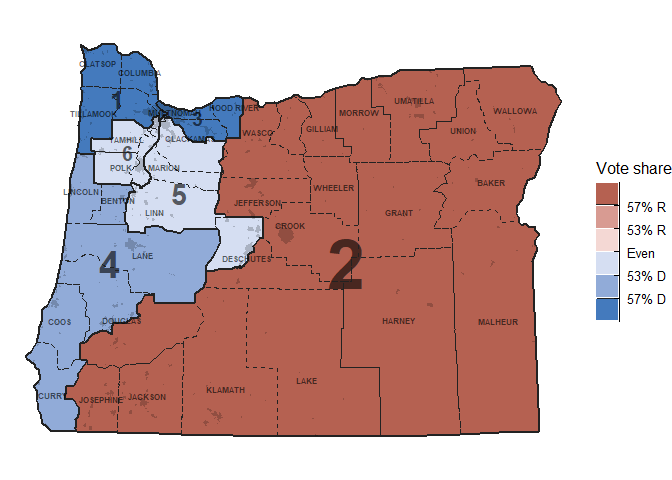 CLATSOP
COLUMBIA
1
TILLAMOOK
HOOD RIVER
3
YAMHILL
6
POLK
MARION
WASCO
GILLIAM
MORROW
UMATILLA
UNION
WALLOWA
BAKER
LINCOLN
BENTON
LINN
5
JEFFERSON
WHEELER
GRANT
CROOK
4
LANE
DESCHUTES
2
COOS
DOUGLAS
HARNEY
MALHEUR
CURRY
JOSEPHINE
JACKSON
KLAMATH
LAKE
Vote share
57% R
53% R
Even
53% D
57% D